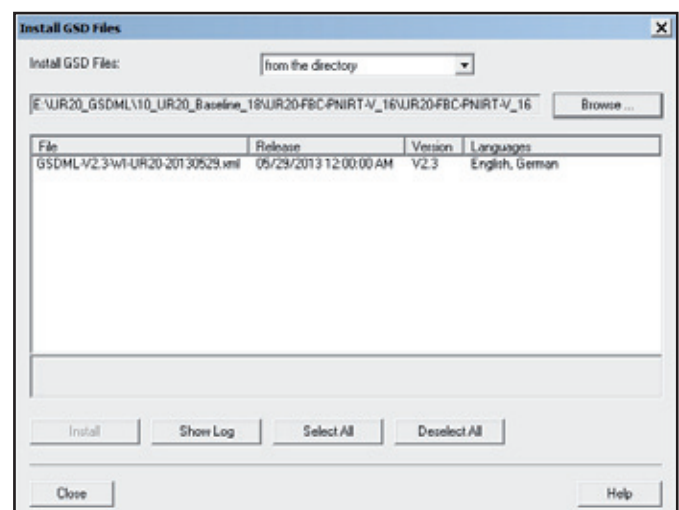 Install GSD Files
Install GSD Files: from the directory
E:\UR20_GSDML\10_UR20_Baseline_18\UR20-FBC-PNIRT-V_16\UR20-FBC-PNIRT-V_16 Browse ...
File Release Version Languages
GSDML-V2.3-WI-UR20-20130529.xml 05/29/2013 12:00:00 AM V2.3 English, German
Install Show Log Select All Deselect All
Close Help